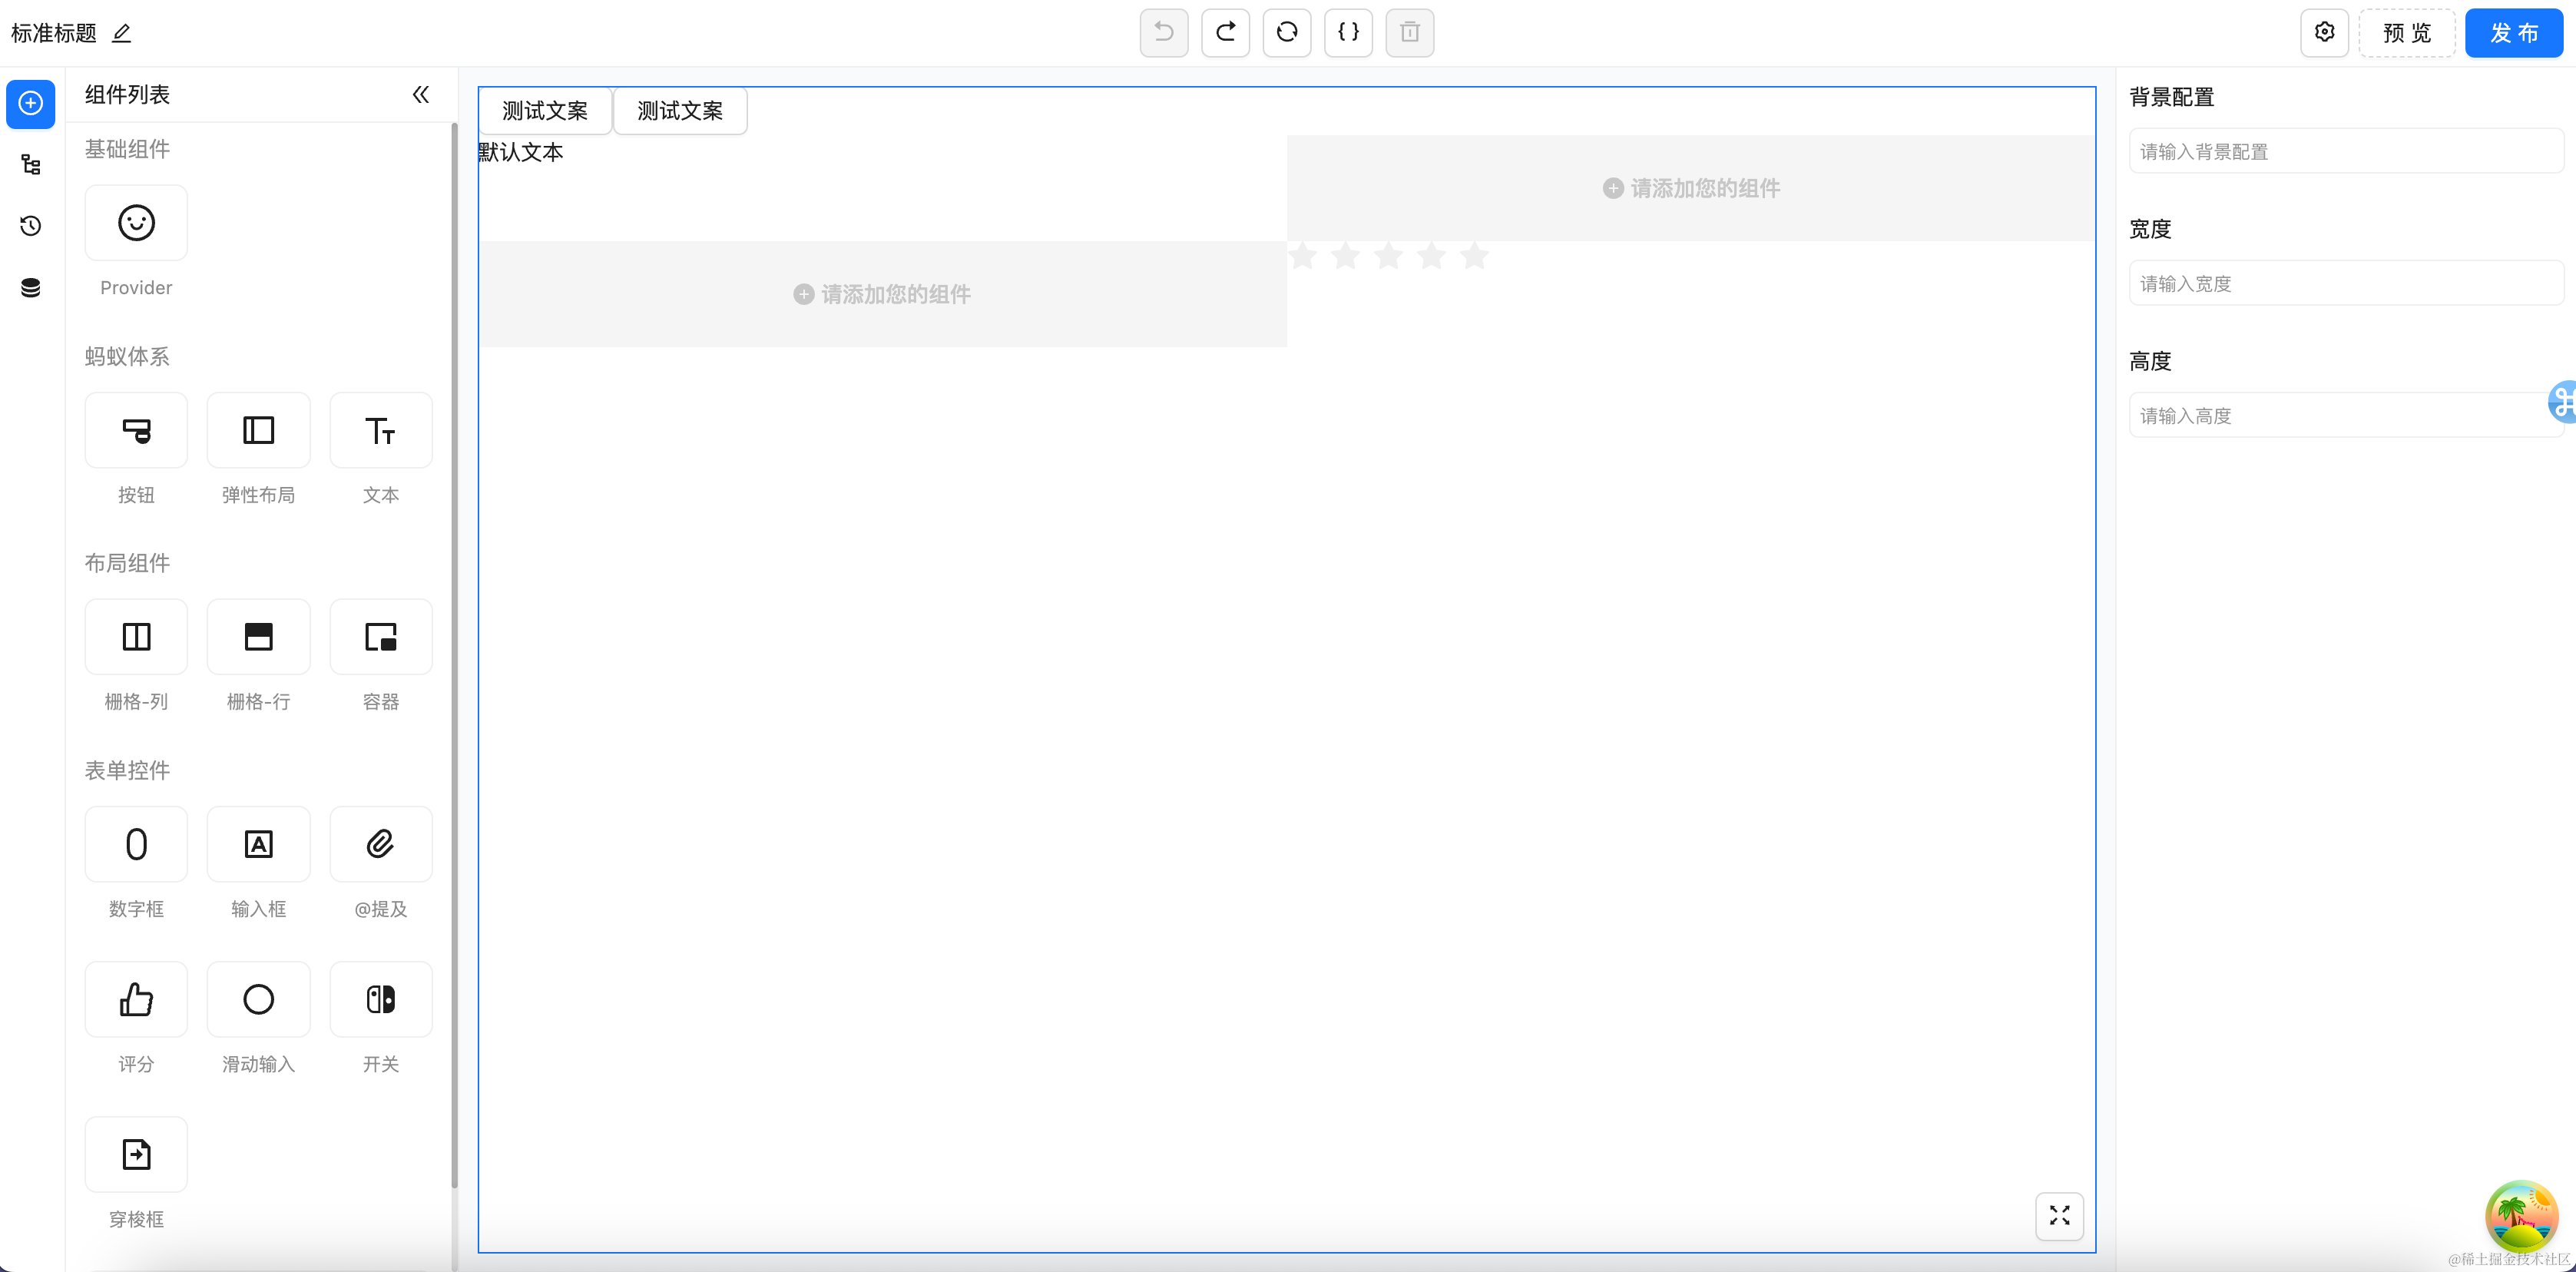 标准标题
预 览
发 布
组件列表
基础组件
Provider
蚂蚁体系
按钮 弹性布局 文本
布局组件
栅格-列 栅格-行 容器
表单控件
数字框 输入框 @提及
评分 滑动输入 开关
穿梭框
测试文案 测试文案
默认文本
请添加您的组件
请添加您的组件
背景配置
请输入背景配置
宽度
请输入宽度
高度
请输入高度
@稀土掘金技术社区